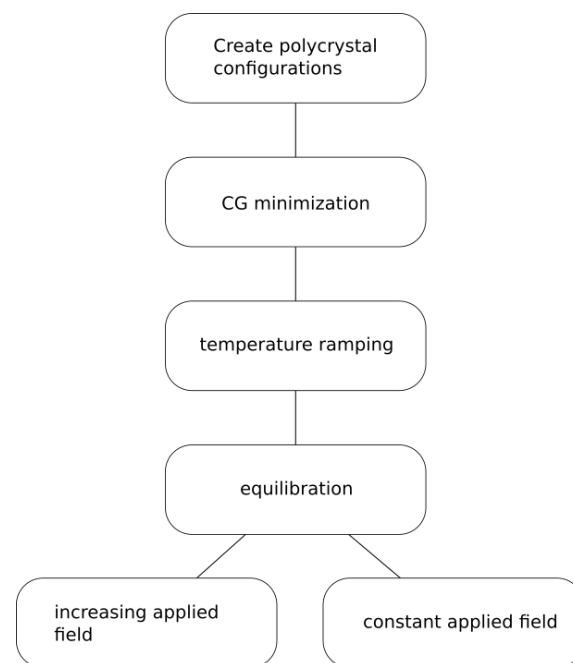 Create polycrystal
configurations
CG minimization
temperature ramping
equilibration
increasing applied
field
constant applied field